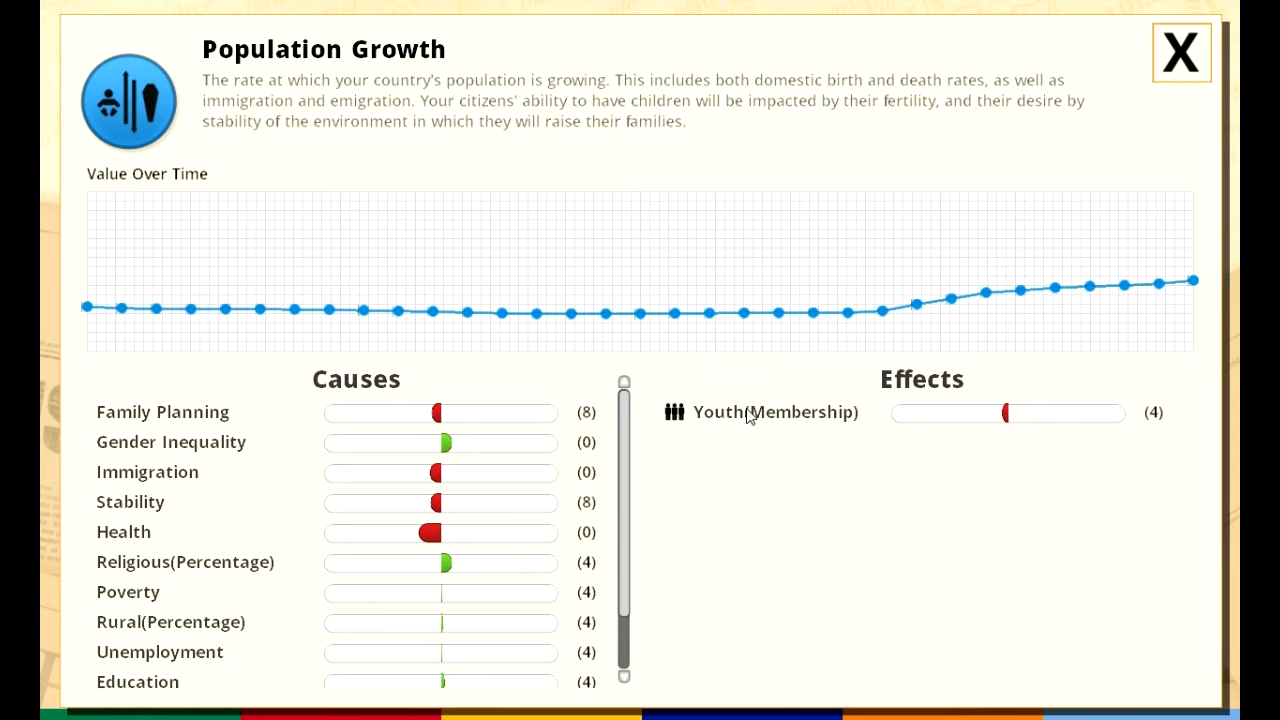 Population Growth
X
The rate at which your country's population is growing. This includes both domestic birth and death rates, as well as
immigration and emigration. Your citizens' ability to have children will be impacted by their fertility, and their desire by
stability of the environment in which they will raise their families.
Value Over Time
Causes
Family Planning (8)
Gender Inequality (0)
Immigration (0)
Stability (8)
Health (0)
Religious(Percentage) (4)
Poverty (4)
Rural(Percentage) (4)
Unemployment (4)
Education (4)
Effects
Youth(Membership) (4)